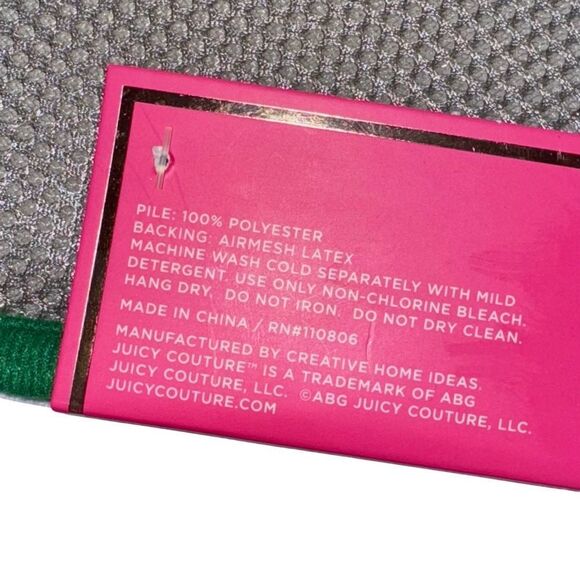 PILE: 100% POLYESTER
BACKING: AIRMESH LATEX
MACHINE WASH COLD SEPARATELY WITH MILD
DETERGENT. USE ONLY NON-CHLORINE BLEACH.
HANG DRY. DO NOT IRON. DO NOT DRY CLEAN.
MADE IN CHINA / RN#110806
MANUFACTURED BY CREATIVE HOME IDEAS.
JUICY COUTURE™ IS A TRADEMARK OF ABG
JUICY COUTURE, LLC. ©ABG JUICY COUTURE, LLC.
JUICYCOUTURE.COM